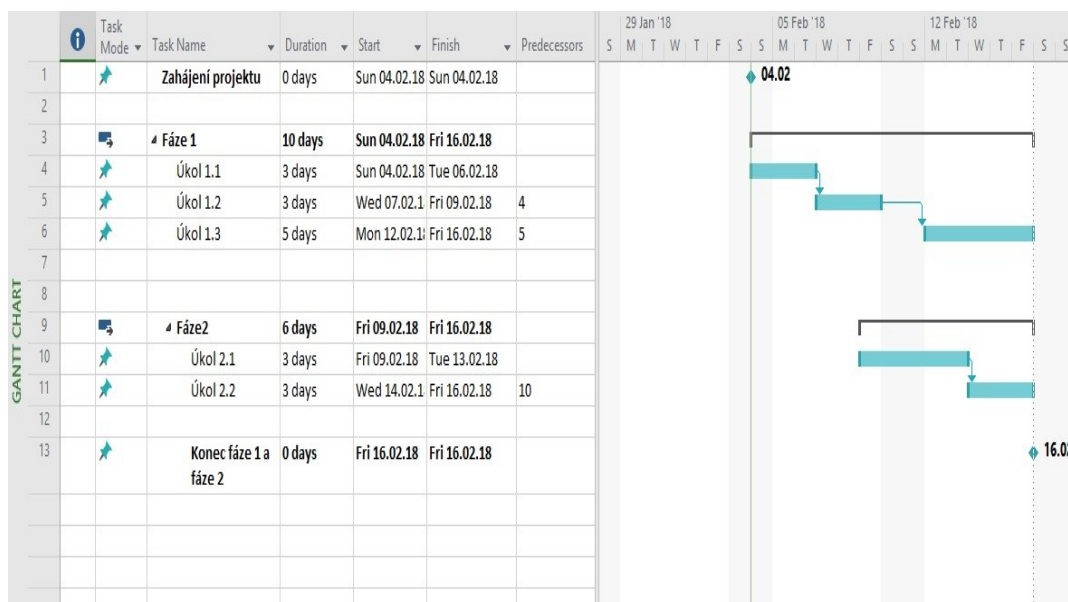 29 Jan '18 05 Feb '18 12 Feb '18
Task Mode Task Name Duration Start Finish Predecessors S M T W T F S S M T W T F S S M T W T F S S
1 Zahájení projektu 0 days Sun 04.02.18 Sun 04.02.18 04.02
2
3 Fáze 1 10 days Sun 04.02.18 Fri 16.02.18
4 Úkol 1.1 3 days Sun 04.02.18 Tue 06.02.18
5 Úkol 1.2 3 days Wed 07.02.1 Fri 09.02.18 4
6 Úkol 1.3 5 days Mon 12.02.18 Fri 16.02.18 5
7
8
9 Fáze2 6 days Fri 09.02.18 Fri 16.02.18
10 Úkol 2.1 3 days Fri 09.02.18 Tue 13.02.18
11 Úkol 2.2 3 days Wed 14.02.1 Fri 16.02.18 10
12
13 Konec fáze 1 a 0 days Fri 16.02.18 Fri 16.02.18 16.02
fáze 2
GANTT CHART